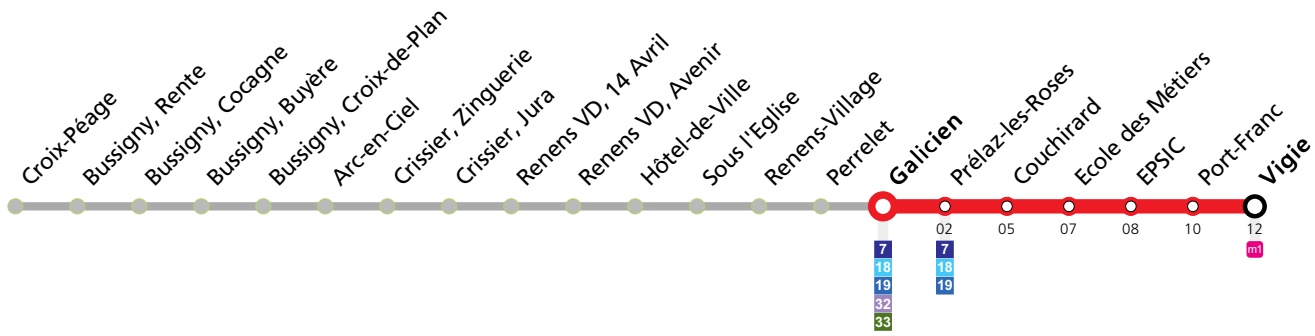 Croix-Péage
Bussigny, Rente
Bussigny, Cocagne
Bussigny, Buyère
Bussigny, Croix-de-Plan
Arc-en-Ciel
Crissier, Zinguerie
Crissier, Jura
Renens VD, 14 Avril
Renens VD, Avenir
Hôtel-de-Ville
Sous l'Eglise
Renens-Village
Perrelet
Galicien
Prélaz-les-Roses
Couchirard
Ecole des Métiers
EPSIC
Port-Franc
Vigie
02 05 07 08 10 12
7 7 m1
18 18
19 19
32
33